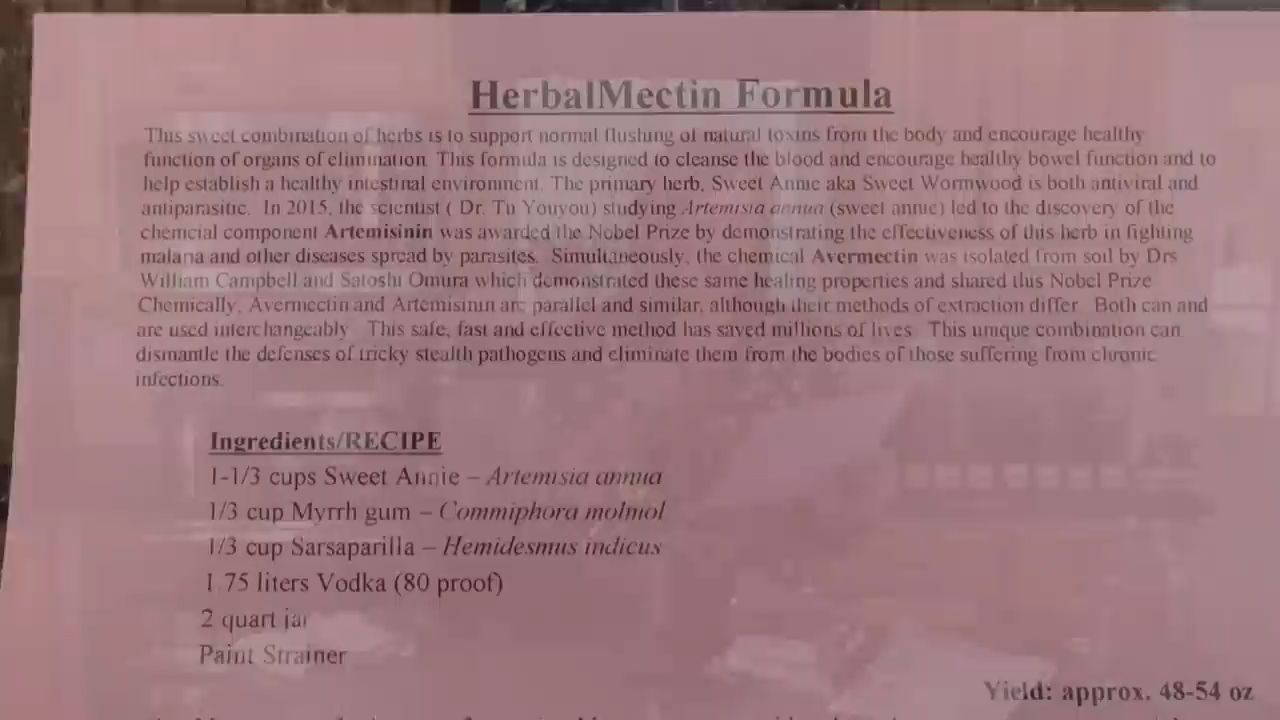 HerbalMectin Formula
This sweet combination of herbs is to support normal flushing of natural toxins from the body and encourage healthy
function of organs of elimination. This formula is designed to cleanse the blood and encourage healthy bowel function and to
help establish a healthy intestinal environment. The primary herb, Sweet Annie aka Sweet Wormwood is both antiviral and
antiparasitic. In 2015, the scientist ( Dr. Tu Youyou) studying Artemisia annua (sweet annie) led to the discovery of the
chemcial component Artemisinin was awarded the Nobel Prize by demonstrating the effectiveness of this herb in fighting
malaria and other diseases spread by parasites. Simultaneously, the chemical Avermectin was isolated from soil by Drs
William Campbell and Satoshi Omura which demonstrated these same healing properties and shared this Nobel Prize
Chemically, Avermectin and Artemisinin are parallel and similar, although their methods of extraction differ. Both can and
are used interchangeably. This safe, fast and effective method has saved millions of lives. This unique combination can
dismantle the defenses of tricky stealth pathogens and eliminate them from the bodies of those suffering from chronic
infections.
Ingredients/RECIPE
1-1/3 cups Sweet Annie – Artemisia annua
1/3 cup Myrrh gum – Commiphora molmol
1/3 cup Sarsaparilla – Hemidesmus indicus
1.75 liters Vodka (80 proof)
2 quart jar
Paint Strainer
Yield: approx. 48-54 oz